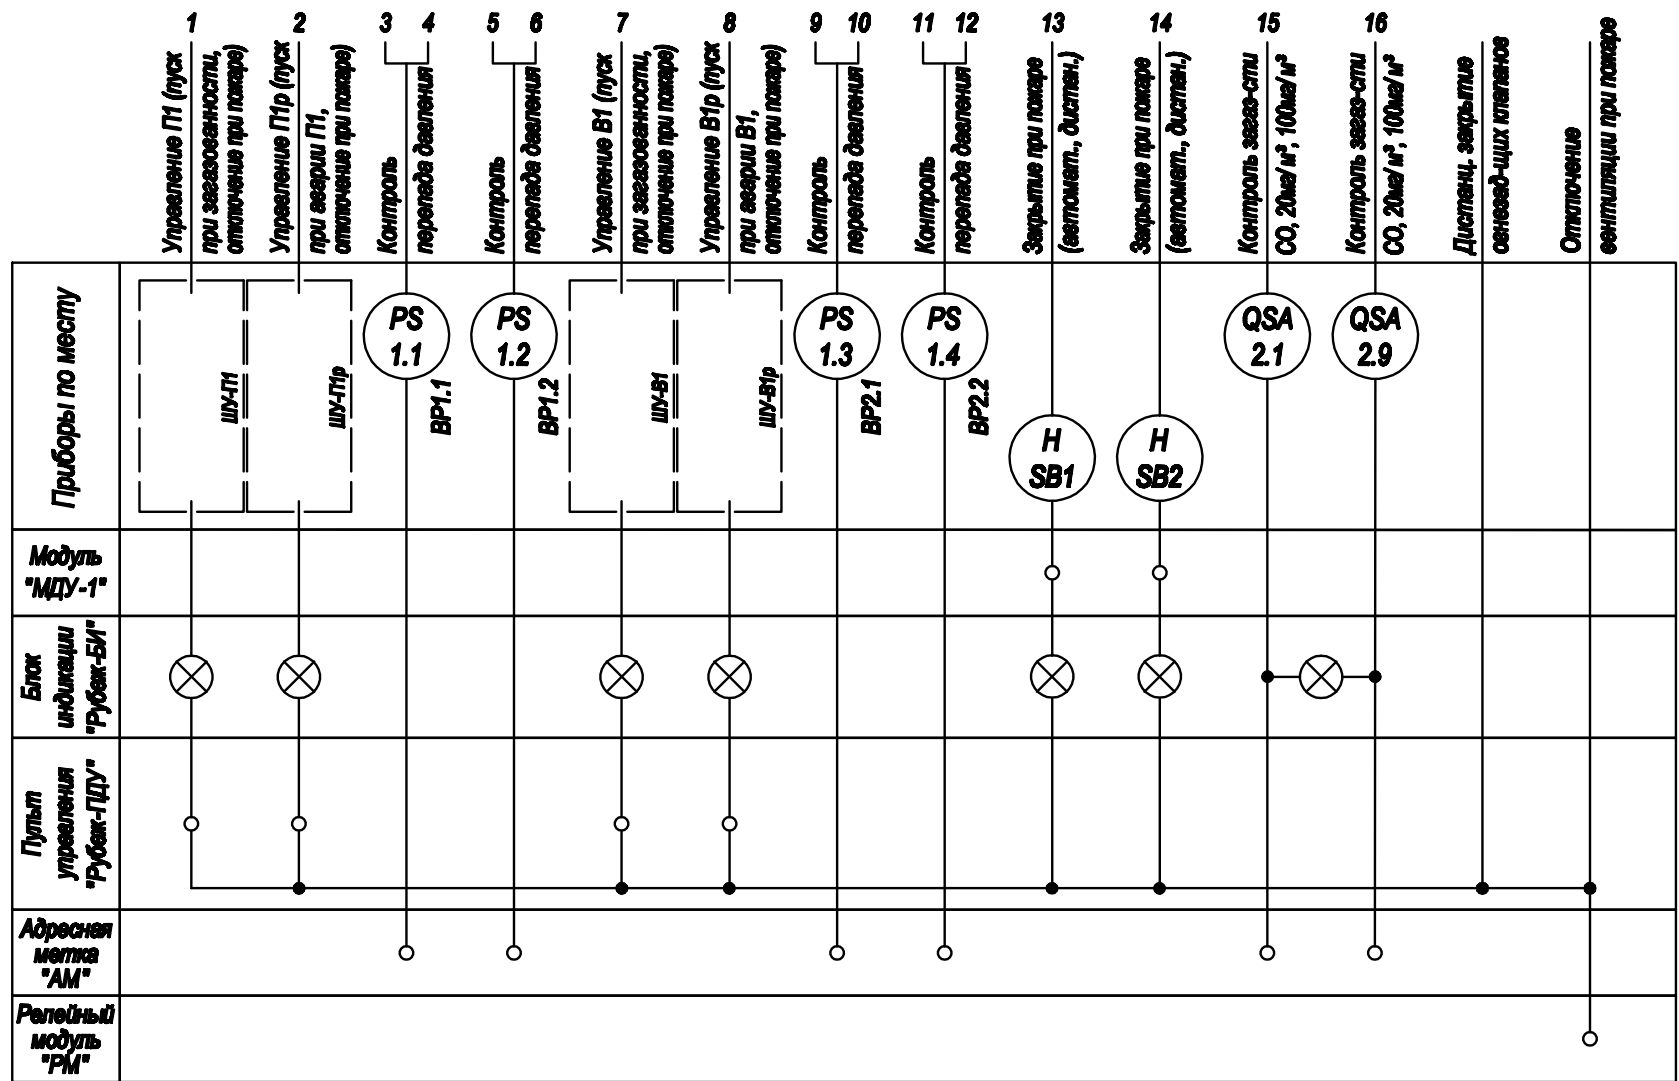 1
2
3
4
5
6
7
8
9
10
11
12
13
14
15
16
Управление П1 (пуск
при загазованности,
отключение при пожаре)
Управление П1р (пуск
при аварии П1,
отключение при пожаре)
Контроль
перепада давления
Контроль
перепада давления
Управление В1 (пуск
при загазованности,
отключение при пожаре)
Управление В1р (пуск
при аварии В1,
отключение при пожаре)
Контроль
перепада давления
Контроль
перепада давления
Закрытие при пожаре
(автомат., дистан.)
Закрытие при пожаре
(автомат., дистан.)
Контроль загаз-сти
СО, 20мг/м³, 100мг/м³
Контроль загаз-сти
СО, 20мг/м³, 100мг/м³
Дистанц. закрытие
огнезад-щих клапанов
Отключение
вентиляции при пожаре
Приборы по месту
ШУ-П1
ШУ-П1р
PS
1.1
BP1.1
PS
1.2
BP1.2
ШУ-В1
ШУ-В1р
PS
1.3
BP2.1
PS
1.4
BP2.2
H
SB1
H
SB2
QSA
2.1
QSA
2.9
Модуль
"МДУ-1"
Блок
индикации
"Рубеж-БИ"
Пульт
управления
"Рубеж-ПДУ"
Адресная
метка
"АМ"
Релейный
модуль
"РМ"